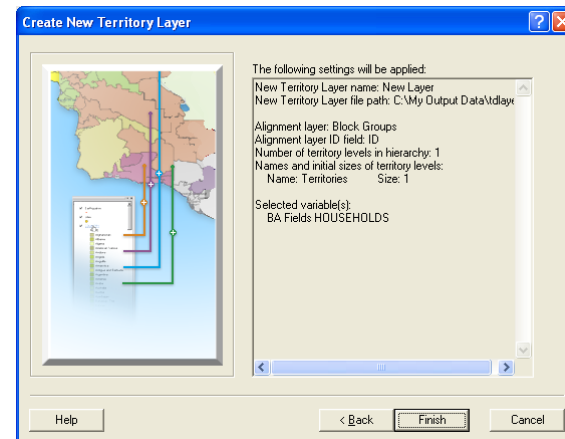 Create New Territory Layer
The following settings will be applied:
New Territory Layer name: New Layer
New Territory Layer file path: C:\My Output Data\tdlaye
Alignment layer: Block Groups
Alignment layer ID field: ID
Number of territory levels in hierarchy: 1
Names and initial sizes of territory levels:
Name: Territories Size: 1
Selected variable(s):
BA Fields HOUSEHOLDS
Help
< Back
Finish
Cancel